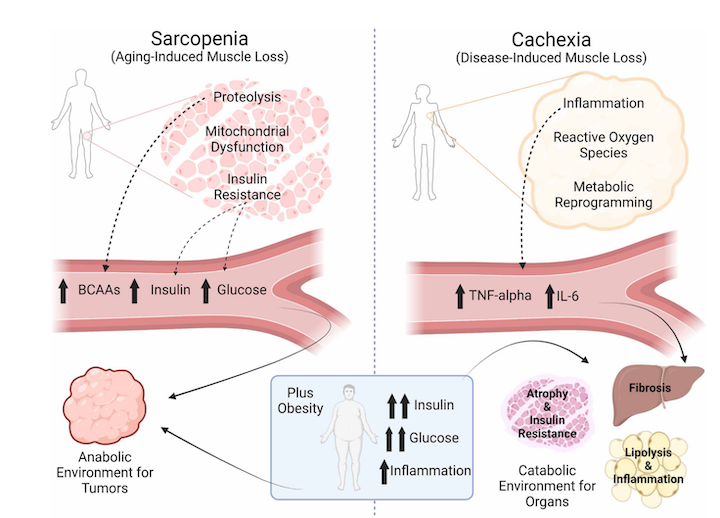 Sarcopenia
(Aging-Induced Muscle Loss)
Proteolysis
Mitochondrial
Dysfunction
Insulin
Resistance
BCAAs
Insulin
Glucose
Anabolic
Environment for
Tumors
Cachexia
(Disease-Induced Muscle Loss)
Inflammation
Reactive Oxygen
Species
Metabolic
Reprogramming
TNF-alpha
IL-6
Plus
Obesity
Insulin
Glucose
Inflammation
Atrophy
&
Insulin
Resistance
Fibrosis
Lipolysis
&
Inflammation
Catabolic
Environment for
Organs